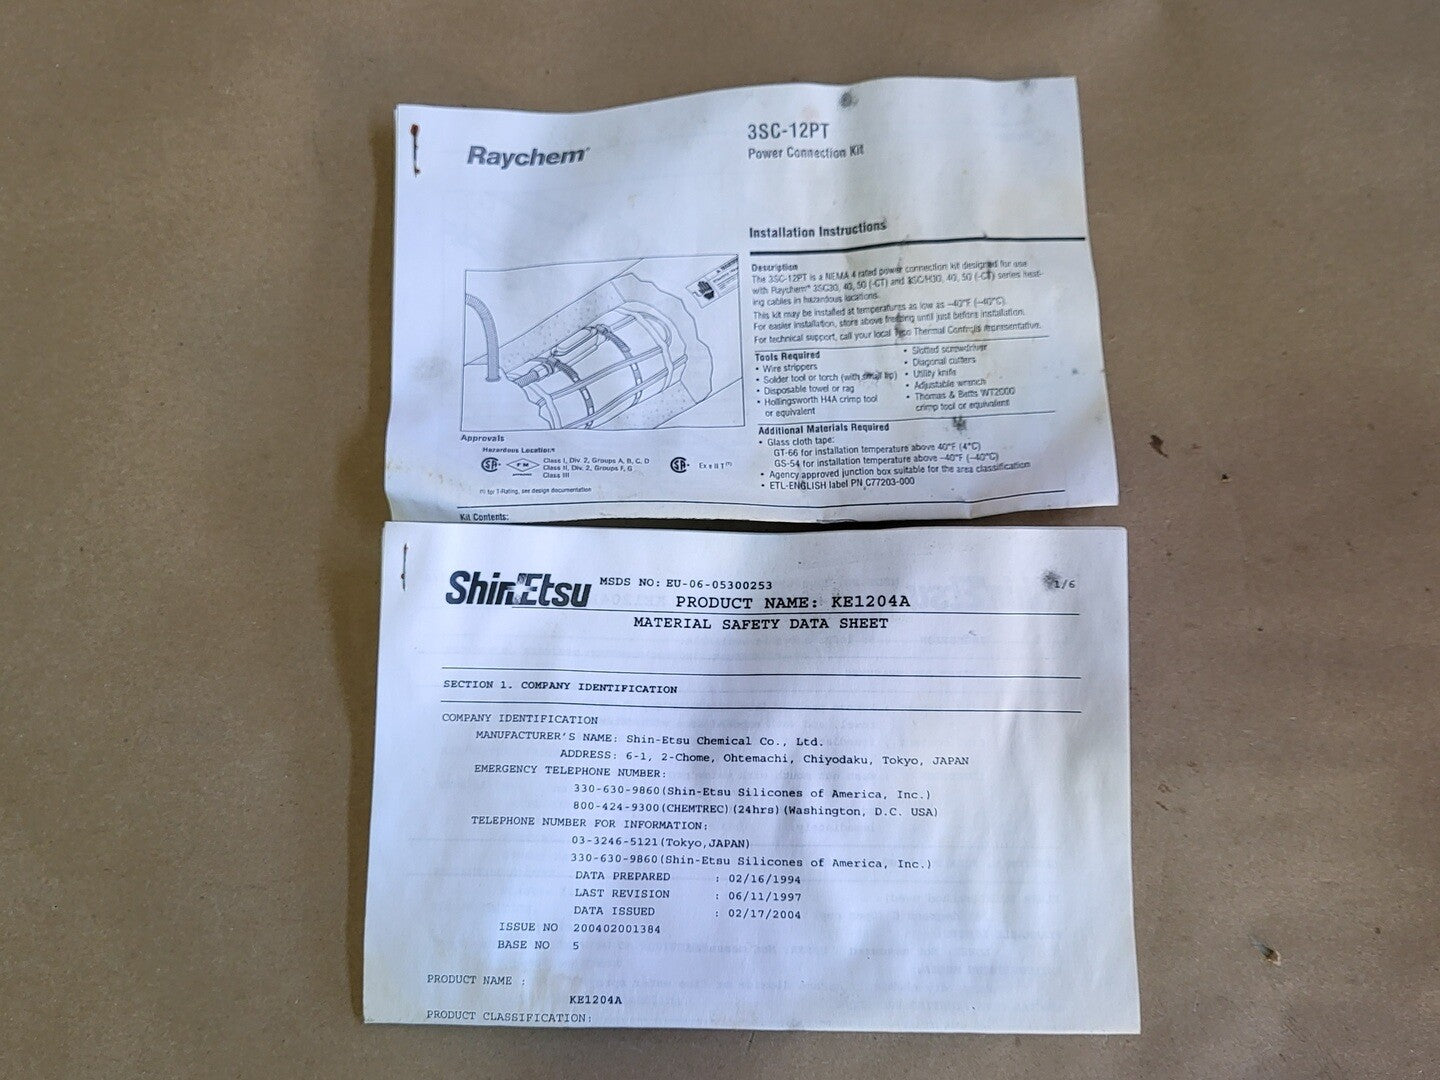 Raychem
3SC-12PT
Power Connection Kit
Installation Instructions
Description
The 3SC-12PT is a NEMA 4 rated power connection kit designed for use
with Raychem® 3SC30, 40, 50 (-CT) and 3SC/H30, 40, 50 (-CT) series heat-
ing cables in hazardous locations.
This kit may be installed at temperatures as low as –40°F (–40°C).
For easier installation, store above freezing until just before installation.
For technical support, call your local Tyco Thermal Controls representative.
Tools Required
• Wire strippers
• Solder tool or torch (with small tip)
• Disposable towel or rag
• Hollingsworth H4A crimp tool
or equivalent
• Slotted screwdriver
• Diagonal cutters
• Utility knife
• Adjustable wrench
• Thomas & Betts WT2000
crimp tool or equivalent
Additional Materials Required
• Glass cloth tape:
GT-66 for installation temperature above 40°F (4°C)
GS-54 for installation temperature above –40°F (–40°C)
• Agency approved junction box suitable for the area classification
• ETL-ENGLISH label PN C77203-000
Approvals
Hazardous Locations
Class I, Div. 2, Groups A, B, C, D
Class II, Div. 2, Groups F, G
Class III
Ex e II T(1)
(1) for T-Rating, see design documentation
Kit Contents:
ShinEtsu
MSDS NO: EU-06-05300253
1/6
PRODUCT NAME: KE1204A
MATERIAL SAFETY DATA SHEET
SECTION 1. COMPANY IDENTIFICATION
COMPANY IDENTIFICATION
MANUFACTURER'S NAME: Shin-Etsu Chemical Co., Ltd.
ADDRESS: 6-1, 2-Chome, Ohtemachi, Chiyodaku, Tokyo, JAPAN
EMERGENCY TELEPHONE NUMBER:
330-630-9860(Shin-Etsu Silicones of America, Inc.)
800-424-9300(CHEMTREC)(24hrs)(Washington, D.C. USA)
TELEPHONE NUMBER FOR INFORMATION:
03-3246-5121(Tokyo,JAPAN)
330-630-9860(Shin-Etsu Silicones of America, Inc.)
DATA PREPARED : 02/16/1994
LAST REVISION : 06/11/1997
DATA ISSUED : 02/17/2004
ISSUE NO 200402001384
BASE NO 5
PRODUCT NAME :
KE1204A
PRODUCT CLASSIFICATION: